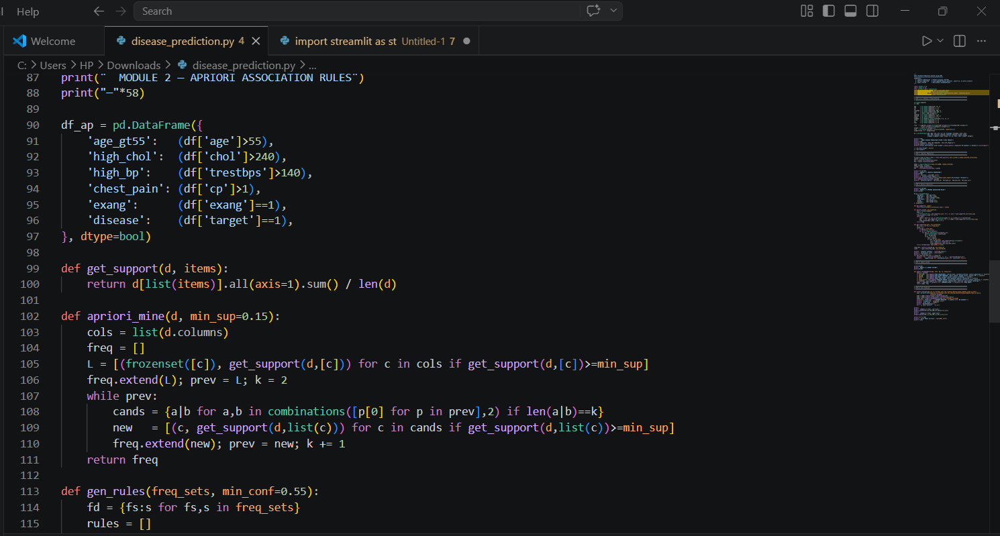 Help
Search
Welcome
disease_prediction.py 4
import streamlit as st Untitled-1 7
C: > Users > HP > Downloads > disease_prediction.py > ...
87 print("  MODULE 2 — APRIORI ASSOCIATION RULES")
88 print("—"*58)
89
90 df_ap = pd.DataFrame({
91     'age_gt55':   (df['age']>55),
92     'high_chol':  (df['chol']>240),
93     'high_bp':    (df['trestbps']>140),
94     'chest_pain': (df['cp']>1),
95     'exang':      (df['exang']==1),
96     'disease':    (df['target']==1),
97 }, dtype=bool)
98
99 def get_support(d, items):
100     return d[list(items)].all(axis=1).sum() / len(d)
101
102 def apriori_mine(d, min_sup=0.15):
103     cols = list(d.columns)
104     freq = []
105     L = [(frozenset([c]), get_support(d,[c])) for c in cols if get_support(d,[c])>=min_sup]
106     freq.extend(L); prev = L; k = 2
107     while prev:
108         cands = {a|b for a,b in combinations([p[0] for p in prev],2) if len(a|b)==k}
109         new   = [(c, get_support(d,list(c))) for c in cands if get_support(d,list(c))>=min_sup]
110         freq.extend(new); prev = new; k += 1
111     return freq
112
113 def gen_rules(freq_sets, min_conf=0.55):
114     fd = {fs:s for fs,s in freq_sets}
115     rules = []